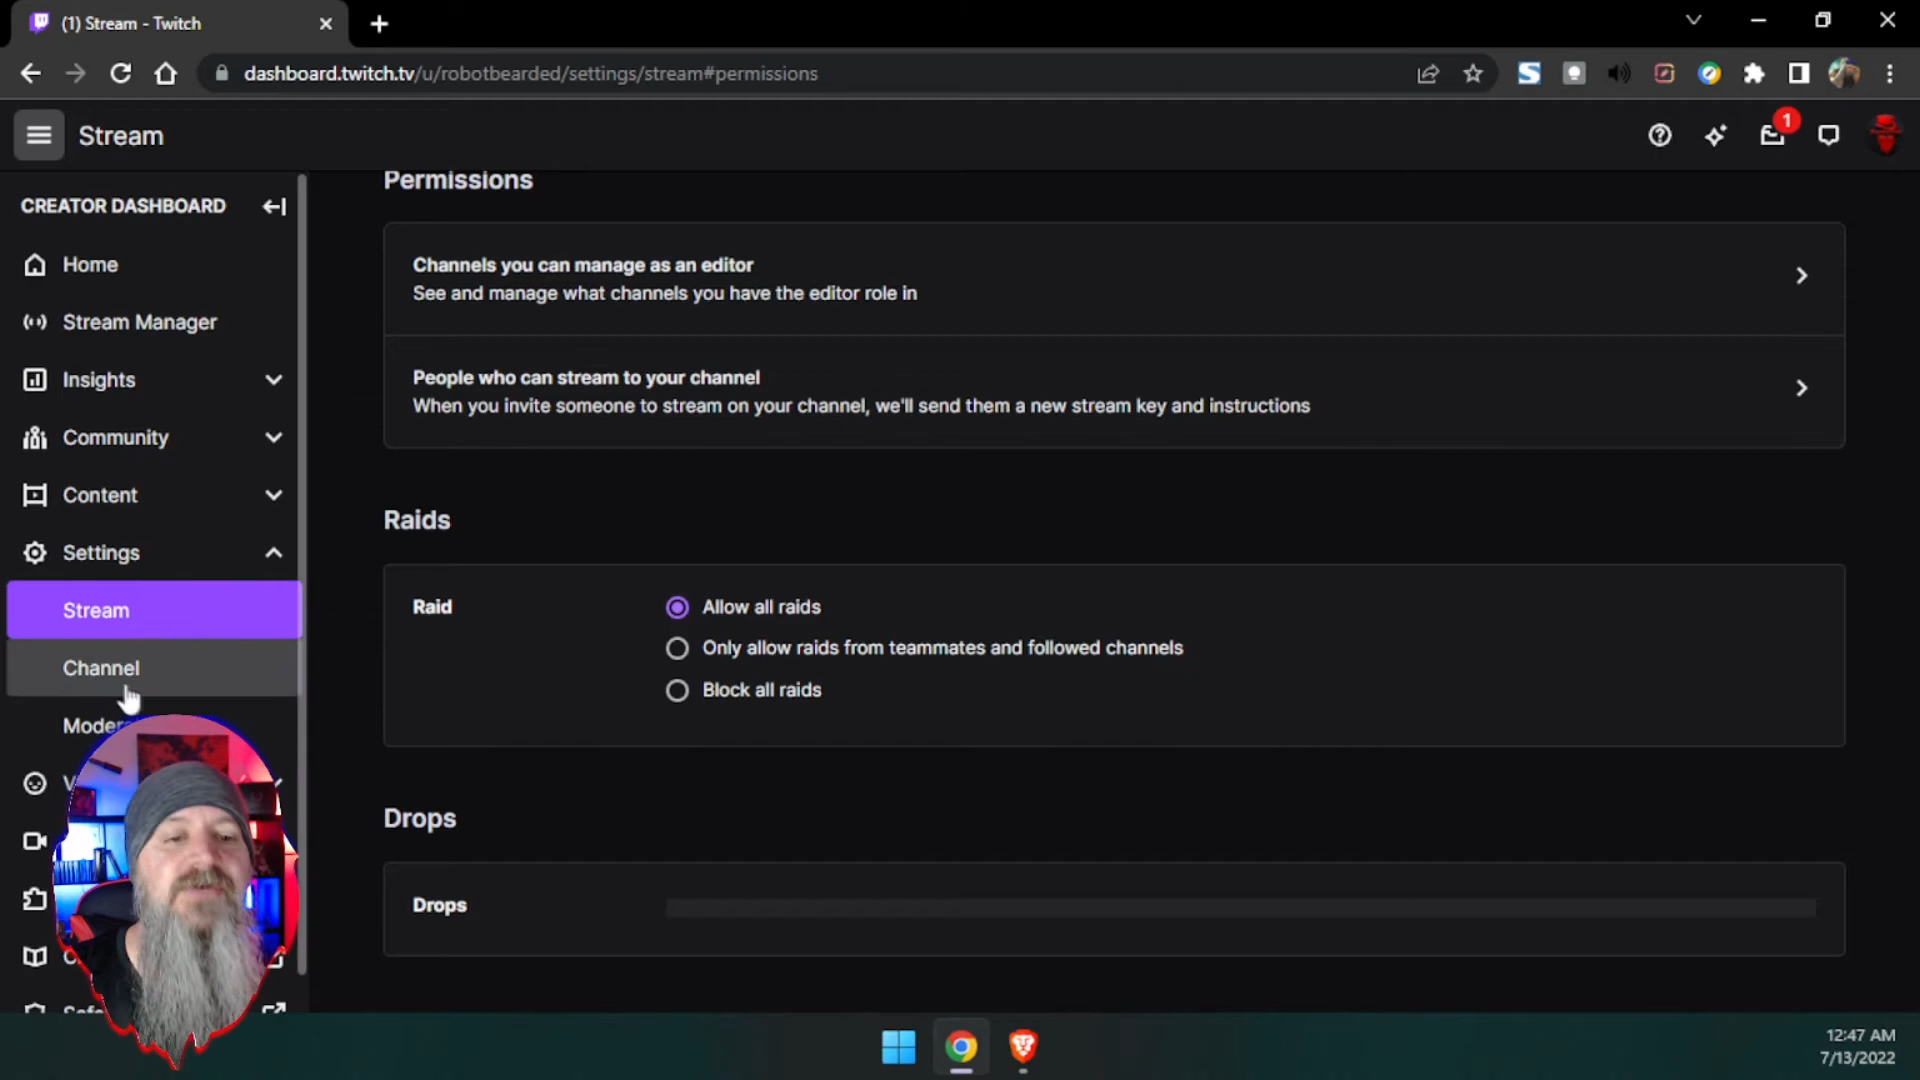 (1) Stream - Twitch
dashboard.twitch.tv/u/robotbearded/settings/stream#permissions
Stream
1
CREATOR DASHBOARD
Home
Stream Manager
Insights
Community
Content
Settings
Stream
Channel
Permissions
Channels you can manage as an editor
See and manage what channels you have the editor role in
People who can stream to your channel
When you invite someone to stream on your channel, we'll send them a new stream key and instructions
Raids
Raid
Allow all raids
Only allow raids from teammates and followed channels
Block all raids
Drops
Drops
12:47 AM
7/13/2022